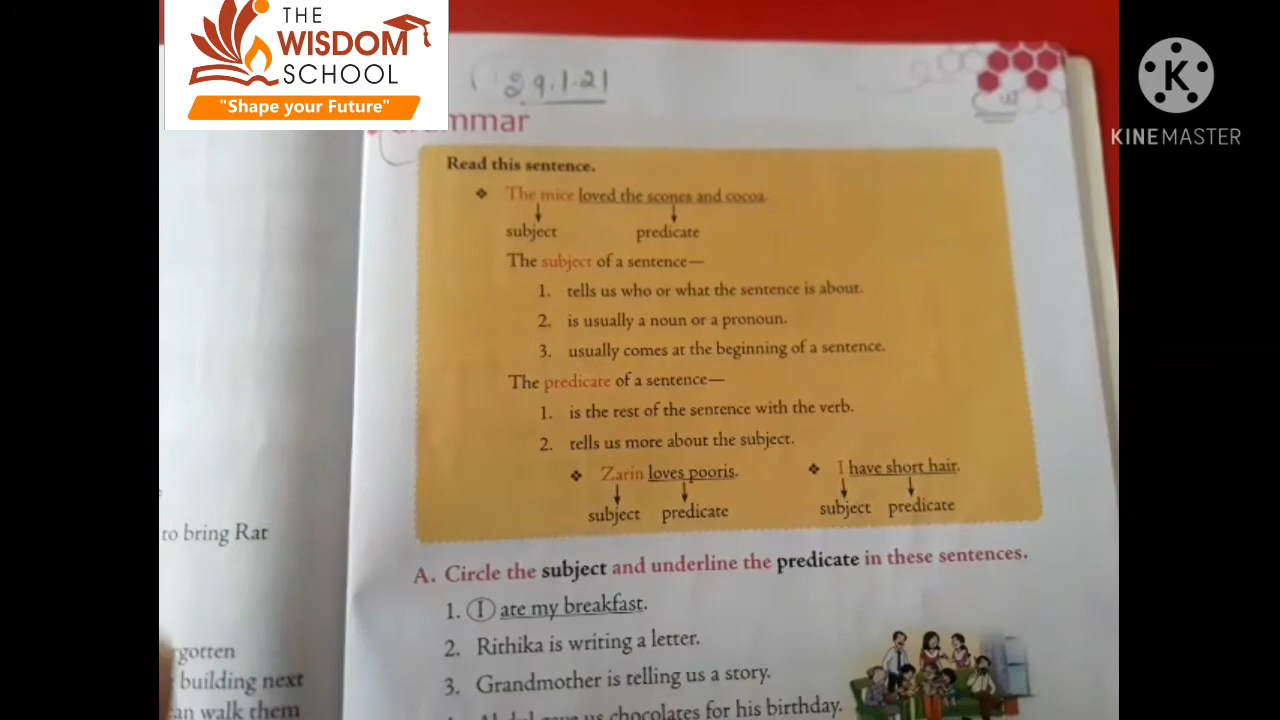 THE
WISDOM
SCHOOL
"Shape your Future"
KINEMASTER
29.1.21
Grammar
Read this sentence.
❖ The mice loved the scones and cocoa.
subject predicate
The subject of a sentence—
1. tells us who or what the sentence is about.
2. is usually a noun or a pronoun.
3. usually comes at the beginning of a sentence.
The predicate of a sentence—
1. is the rest of the sentence with the verb.
2. tells us more about the subject.
❖ Zarin loves pooris. ❖ I have short hair.
subject predicate subject predicate
A. Circle the subject and underline the predicate in these sentences.
1. I ate my breakfast.
2. Rithika is writing a letter.
3. Grandmother is telling us a story.
chocolates for his birthday.
to bring Rat
building next
walk them